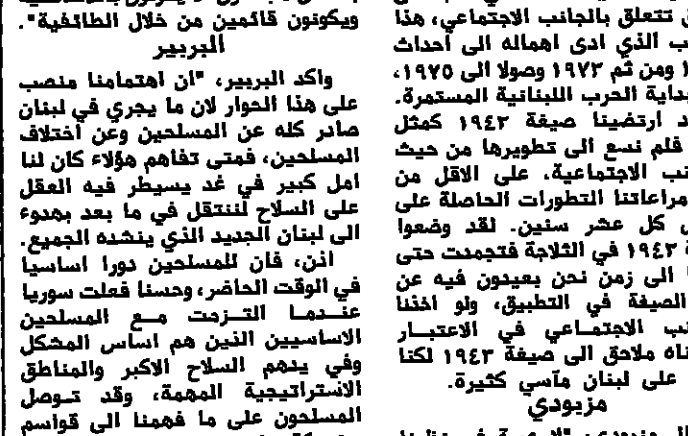 تتعلق بالجانب الاجتماعي، هذا
الذي ادى اهماله الى احداث
ومن ثم ١٩٧٣ وصولا الى ١٩٧٥،
بداية الحرب اللبنانية المستمرة.
ارتضينا صيغة ١٩٤٣ كمثل
فلم نسع الى تطويرها من حيث
الاجتماعية، على الاقل من
مراعاتنا التطورات الحاصلة على
كل عشر سنين. لقد وضعوا
١٩٤٣ في الثلاجة فتجمدت حتى
الى زمن نحن بعيدون فيه عن
الصيغة في التطبيق، ولو اخذنا
الاجتماعي في الاعتبار
ملاحق الى صيغة ١٩٤٣ لكنا
على لبنان مآسي كثيرة.
مزبودي
ويكونون قائمين من خلال الطائفية".
البربير
واكد البربير، "ان اهتمامنا منصب
على هذا الحوار لان ما يجري في لبنان
صادر كله عن المسلحين وعن اختلاف
المسلحين، فمتى تفاهم هؤلاء كان لنا
امل كبير في غد يسيطر فيه العقل
على السلاح لننتقل في ما بعد بهدوء
الى لبنان الجديد الذي ينشده الجميع.
اذن، فان للمسلحين دورا اساسيا
في الوقت الحاضر، وحسنا فعلت سوريا
عندما التزمت مع المسلحين
الاساسيين الذين هم اساس المشكل
وفي يدهم السلاح الاكبر والمناطق
الاستراتيجية المهمة، وقد توصل
المسلحون على ما فهمنا الى قواسم